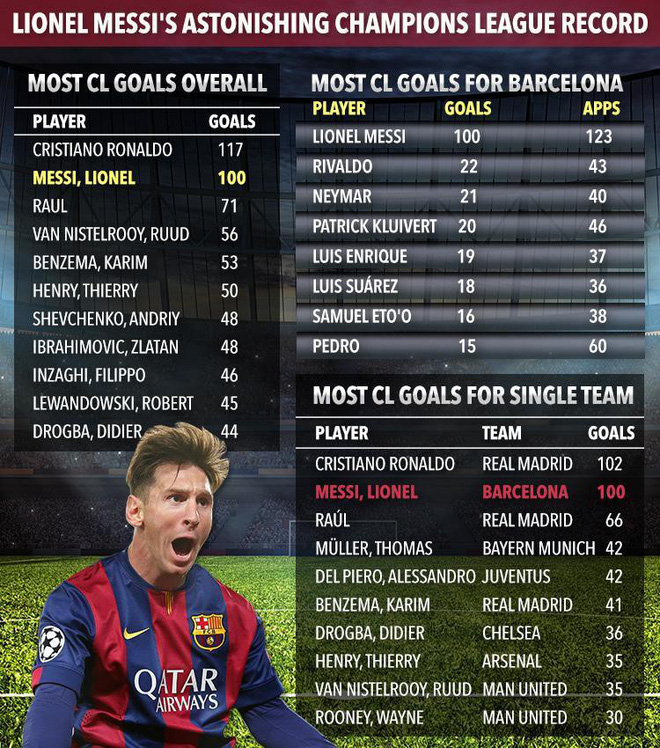 LIONEL MESSI'S ASTONISHING CHAMPIONS LEAGUE RECORD
MOST CL GOALS OVERALL
PLAYER GOALS
CRISTIANO RONALDO 117
MESSI, LIONEL 100
RAUL 71
VAN NISTELROOY, RUUD 56
BENZEMA, KARIM 53
HENRY, THIERRY 50
SHEVCHENKO, ANDRIY 48
IBRAHIMOVIC, ZLATAN 48
INZAGHI, FILIPPO 46
LEWANDOWSKI, ROBERT 45
DROGBA, DIDIER 44
MOST CL GOALS FOR BARCELONA
PLAYER GOALS APPS
LIONEL MESSI 100 123
RIVALDO 22 43
NEYMAR 21 40
PATRICK KLUIVERT 20 46
LUIS ENRIQUE 19 37
LUIS SUÁREZ 18 36
SAMUEL ETO'O 16 38
PEDRO 15 60
MOST CL GOALS FOR SINGLE TEAM
PLAYER TEAM GOALS
CRISTIANO RONALDO REAL MADRID 102
MESSI, LIONEL BARCELONA 100
RAÚL REAL MADRID 66
MÜLLER, THOMAS BAYERN MUNICH 42
DEL PIERO, ALESSANDRO JUVENTUS 42
BENZEMA, KARIM REAL MADRID 41
DROGBA, DIDIER CHELSEA 36
HENRY, THIERRY ARSENAL 35
VAN NISTELROOY, RUUD MAN UNITED 35
ROONEY, WAYNE MAN UNITED 30
FCB
QATAR
AIRWAYS